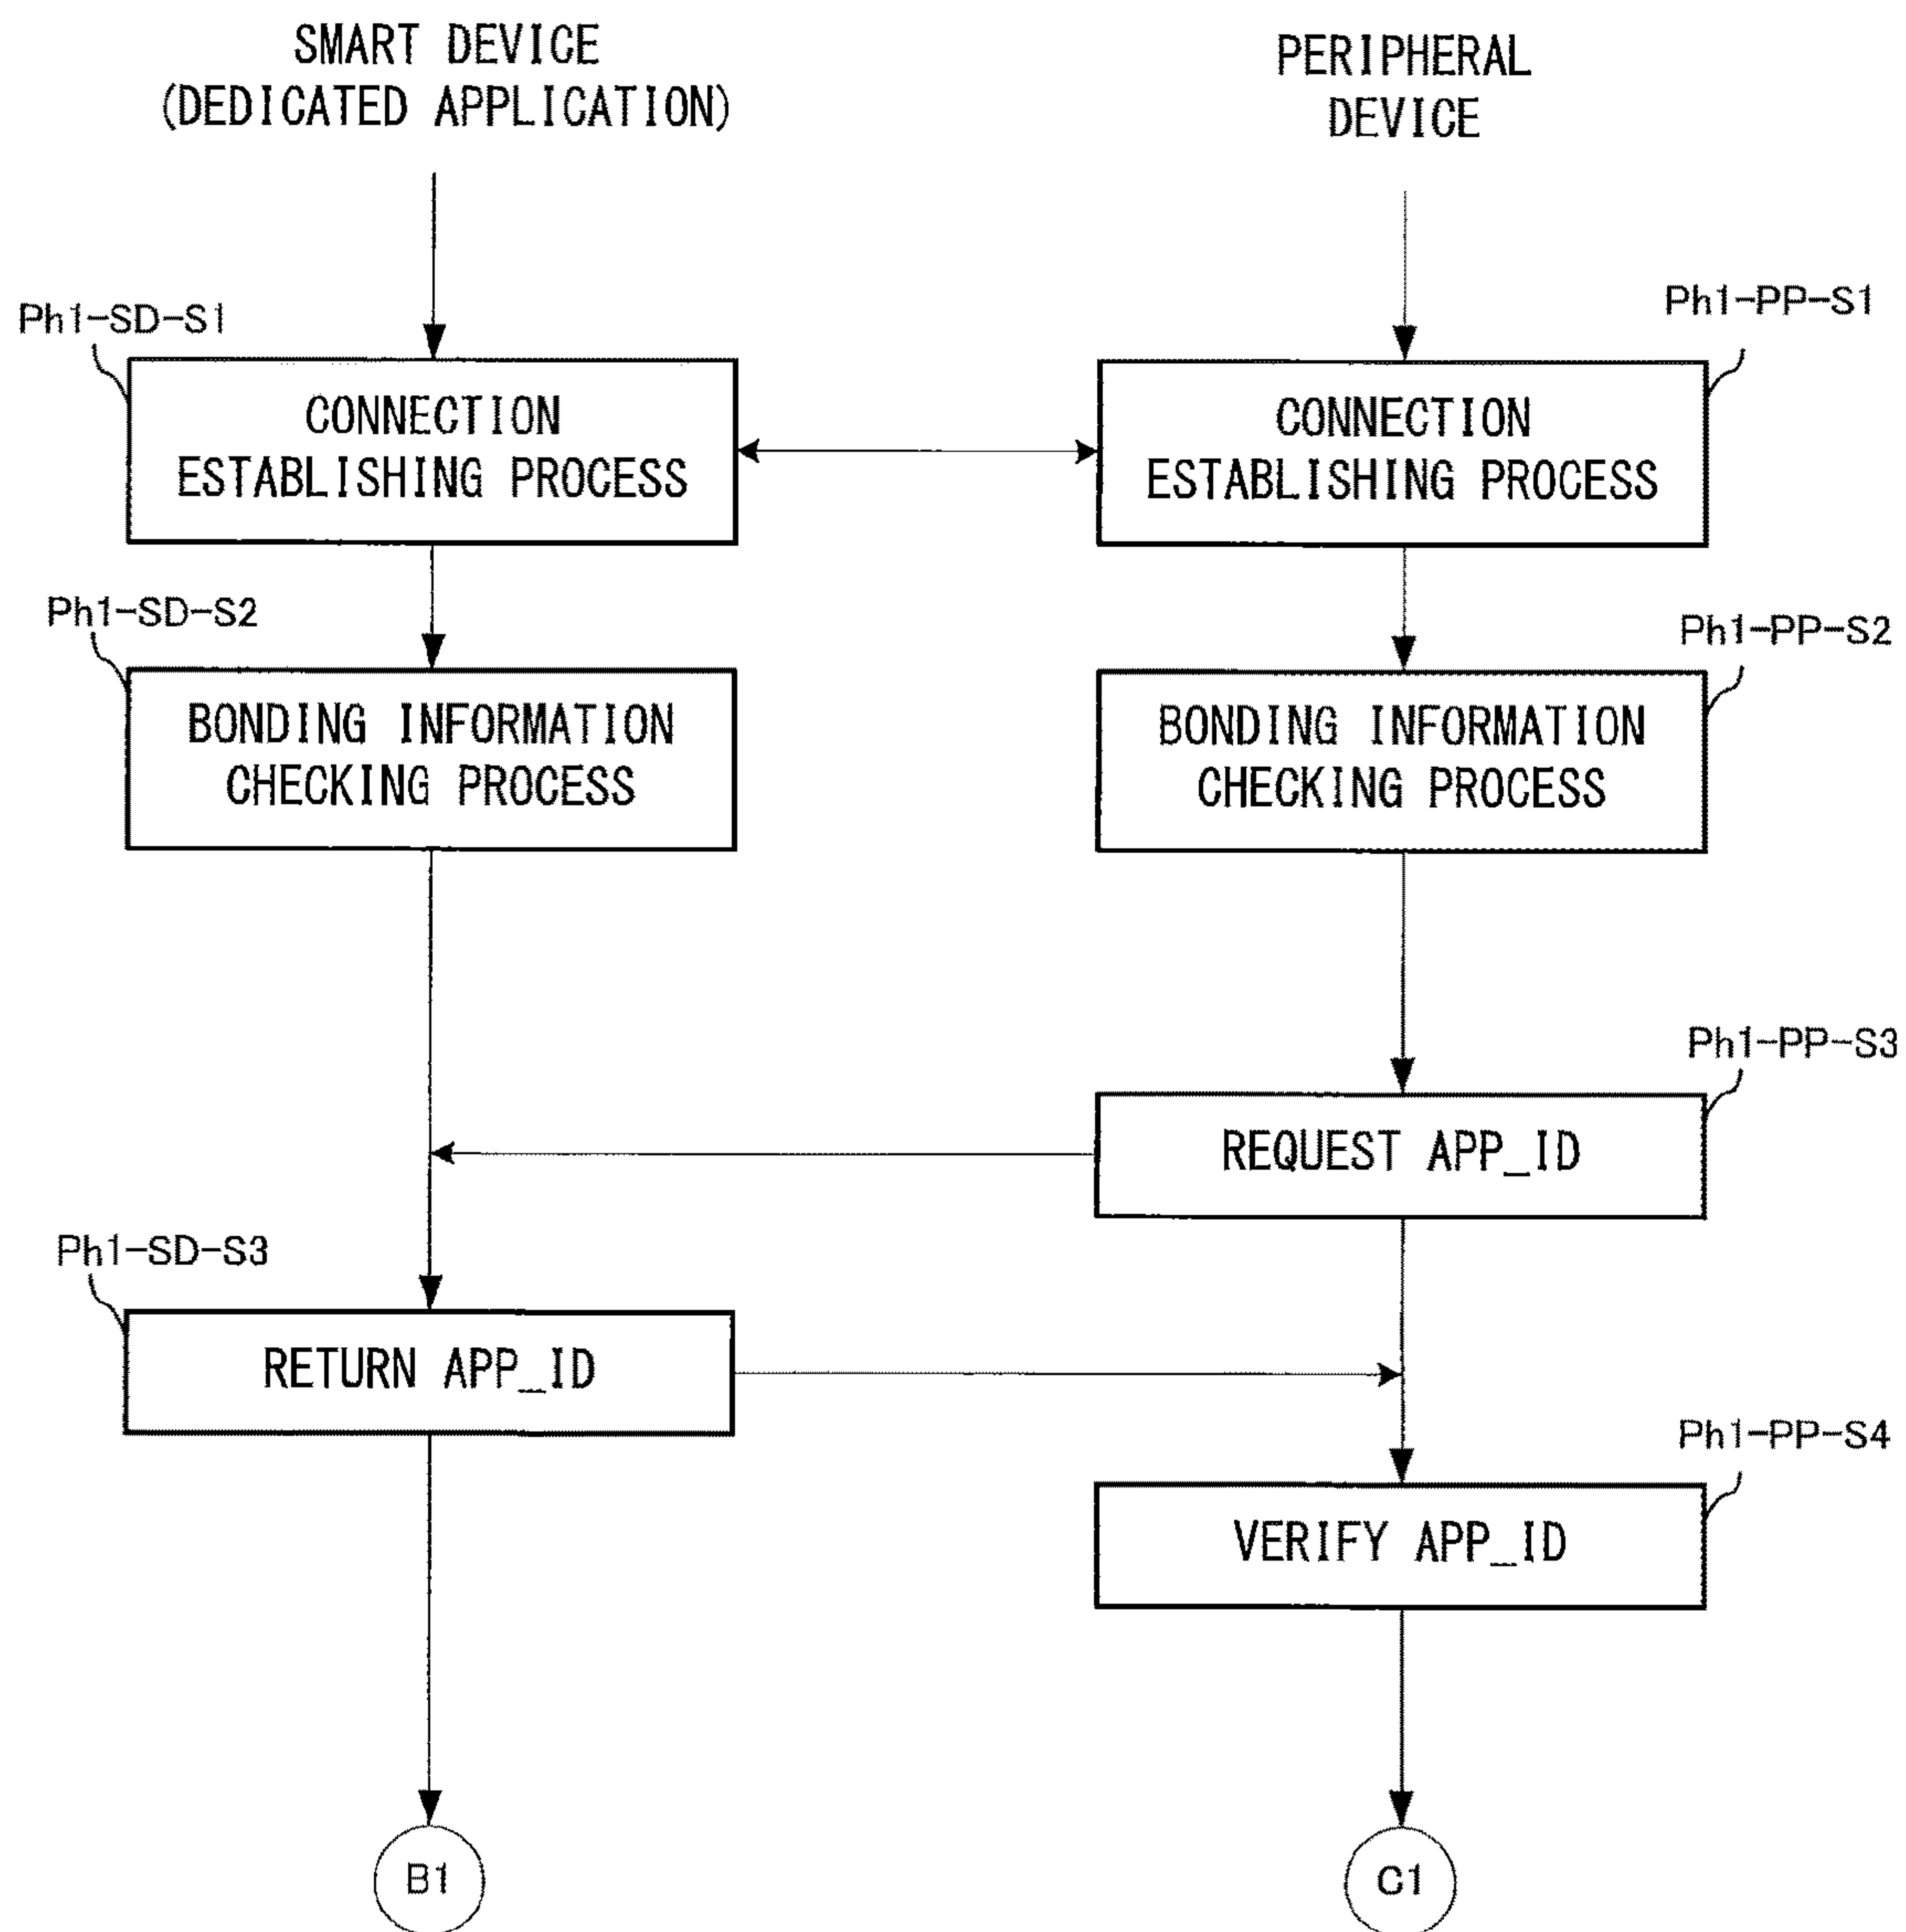 SMART DEVICE
(DEDICATED APPLICATION)
PERIPHERAL
DEVICE
Ph1-SD-S1
Ph1-PP-S1
CONNECTION
ESTABLISHING PROCESS
CONNECTION
ESTABLISHING PROCESS
Ph1-SD-S2
Ph1-PP-S2
BONDING INFORMATION
CHECKING PROCESS
BONDING INFORMATION
CHECKING PROCESS
Ph1-PP-S3
REQUEST APP_ID
Ph1-SD-S3
RETURN APP_ID
Ph1-PP-S4
VERIFY APP_ID
B1
C1